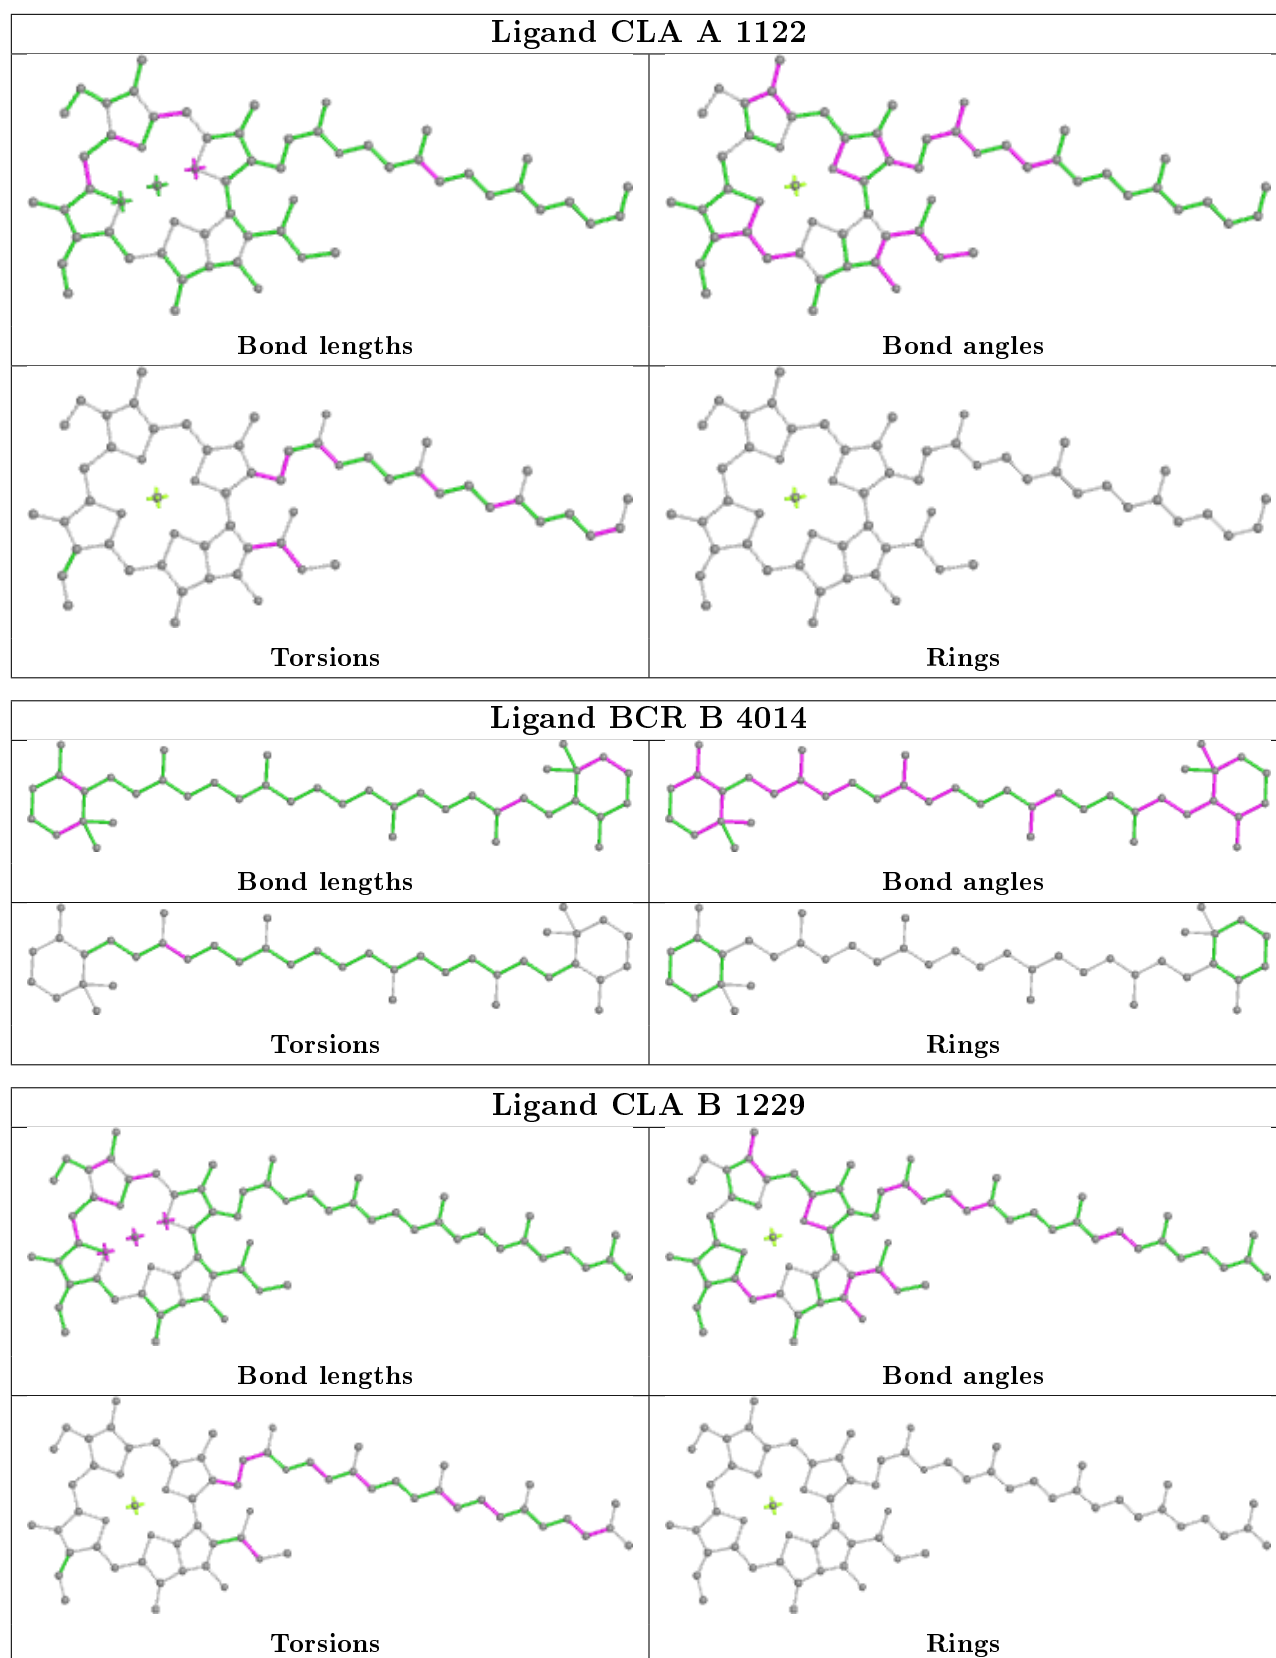 Ligand CLA A 1122
Bond lengths
Bond angles
Torsions
Rings
Ligand BCR B 4014
Bond lengths
Bond angles
Torsions
Rings
Ligand CLA B 1229
Bond lengths
Bond angles
Torsions
Rings